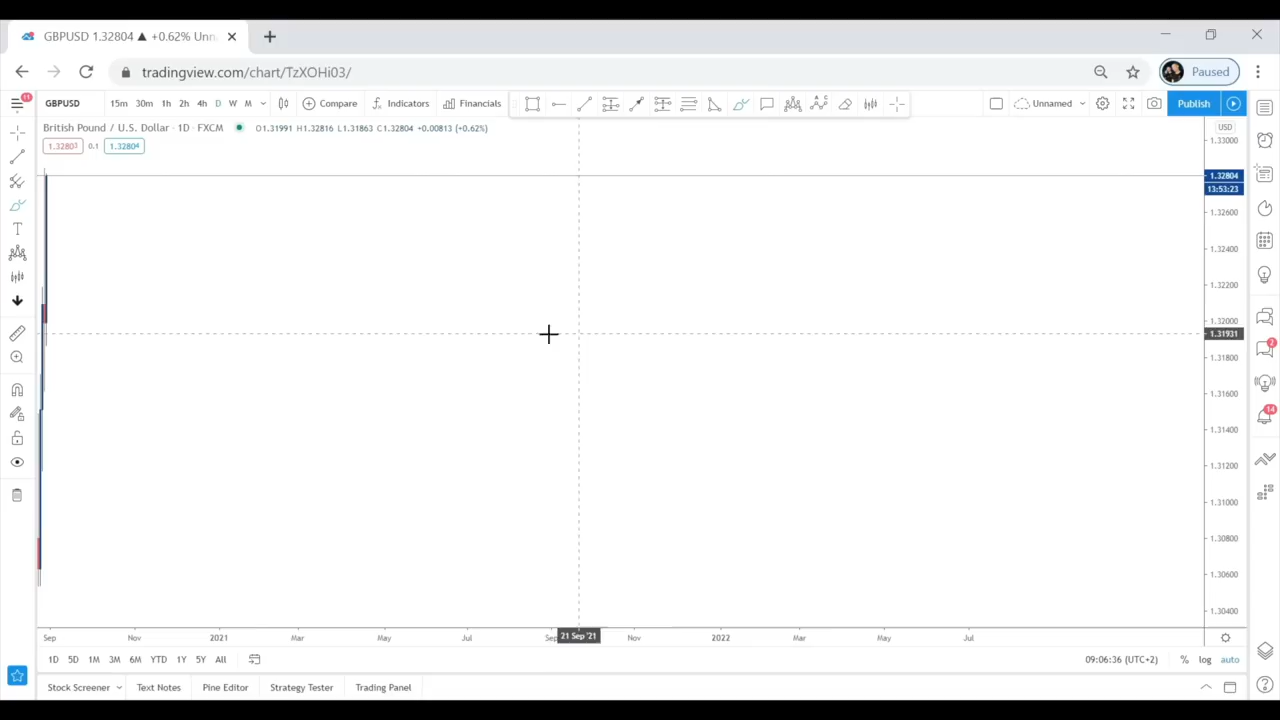 GBPUSD 1.32804 ▲ +0.62% Unn
tradingview.com/chart/TzXOHi03/
Paused
11
GBPUSD 15m 30m 1h 2h 4h D W M Compare Indicators Financials Unnamed Publish
British Pound / U.S. Dollar · 1D · FXCM O1.31991 H1.32816 L1.31863 C1.32804 +0.00813 (+0.62%)
USD
1.32803 0.1 1.32804
1.33000
1.32804
13:53:23
1.32600
1.32400
1.32200
1.32000
1.31931
1.31800
1.31600
1.31400
1.31200
1.31000
1.30800
1.30600
1.30400
2
14
Sep Nov 2021 Mar May Jul Sep 21 Sep '21 Nov 2022 Mar May Jul
1D 5D 1M 3M 6M YTD 1Y 5Y All 09:06:36 (UTC+2) % log auto
Stock Screener Text Notes Pine Editor Strategy Tester Trading Panel